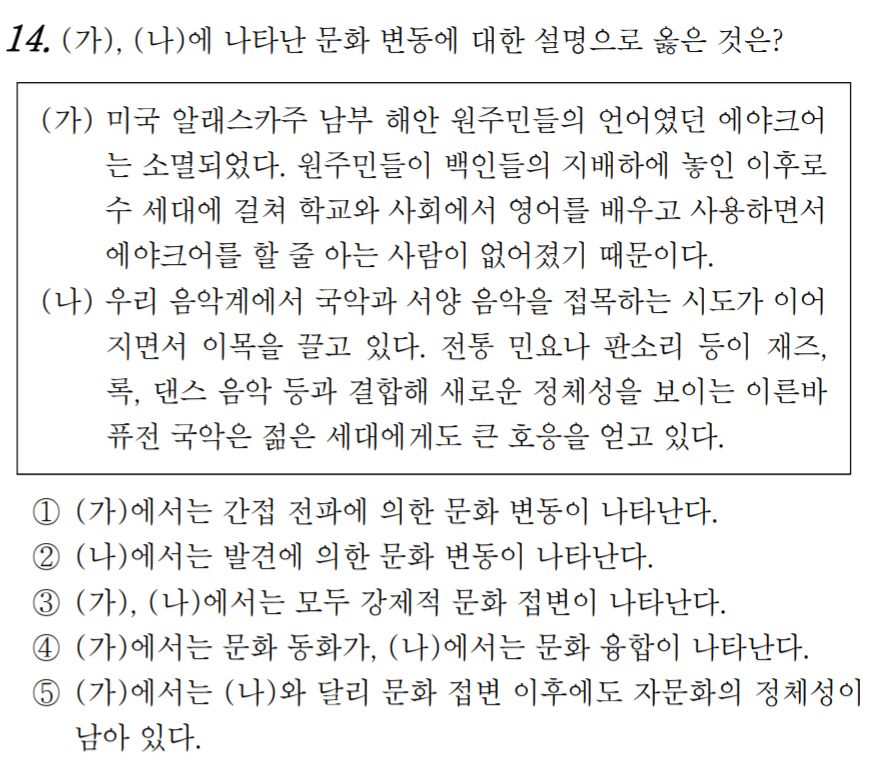 14. (가), (나)에 나타난 문화 변동에 대한 설명으로 옳은 것은?
(가) 미국 알래스카주 남부 해안 원주민들의 언어였던 에야크어
는 소멸되었다. 원주민들이 백인들의 지배하에 놓인 이후로
수 세대에 걸쳐 학교와 사회에서 영어를 배우고 사용하면서
에야크어를 할 줄 아는 사람이 없어졌기 때문이다.
(나) 우리 음악계에서 국악과 서양 음악을 접목하는 시도가 이어
지면서 이목을 끌고 있다. 전통 민요나 판소리 등이 재즈,
록, 댄스 음악 등과 결합해 새로운 정체성을 보이는 이른바
퓨전 국악은 젊은 세대에게도 큰 호응을 얻고 있다.
① (가)에서는 간접 전파에 의한 문화 변동이 나타난다.
② (나)에서는 발견에 의한 문화 변동이 나타난다.
③ (가), (나)에서는 모두 강제적 문화 접변이 나타난다.
④ (가)에서는 문화 동화가, (나)에서는 문화 융합이 나타난다.
⑤ (가)에서는 (나)와 달리 문화 접변 이후에도 자문화의 정체성이
남아 있다.